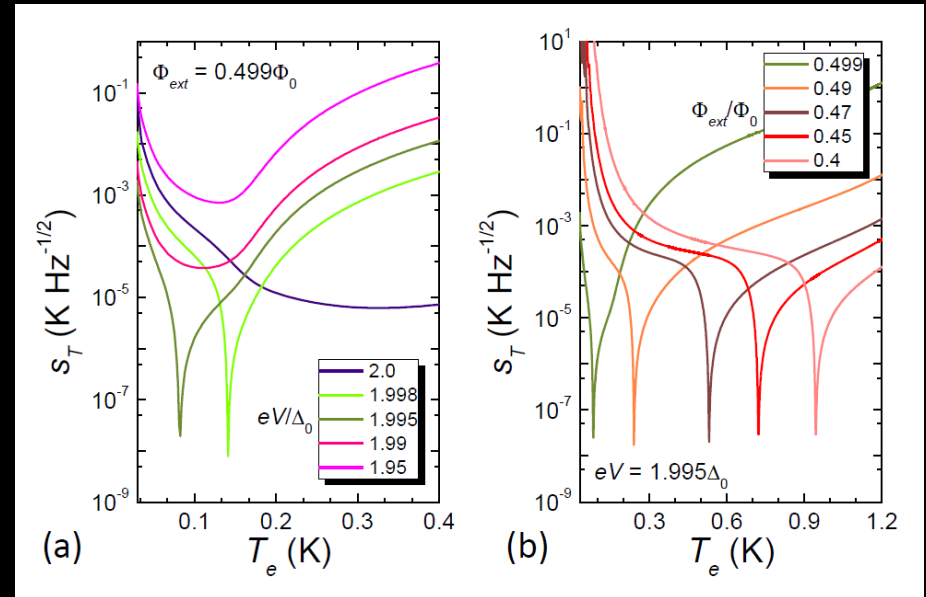 Φext = 0.499Φ0
10^-1
10^-3
10^-5
10^-7
10^-9
sT (K Hz^-1/2)
eV/Δ0
2.0
1.998
1.995
1.99
1.95
0.1 0.2 0.3 0.4
(a)
Te (K)
10^1
10^-1
10^-3
10^-5
10^-7
10^-9
sT (K Hz^-1/2)
Φext/Φ0
0.499
0.49
0.47
0.45
0.4
eV = 1.995Δ0
0.3 0.6 0.9 1.2
(b)
Te (K)